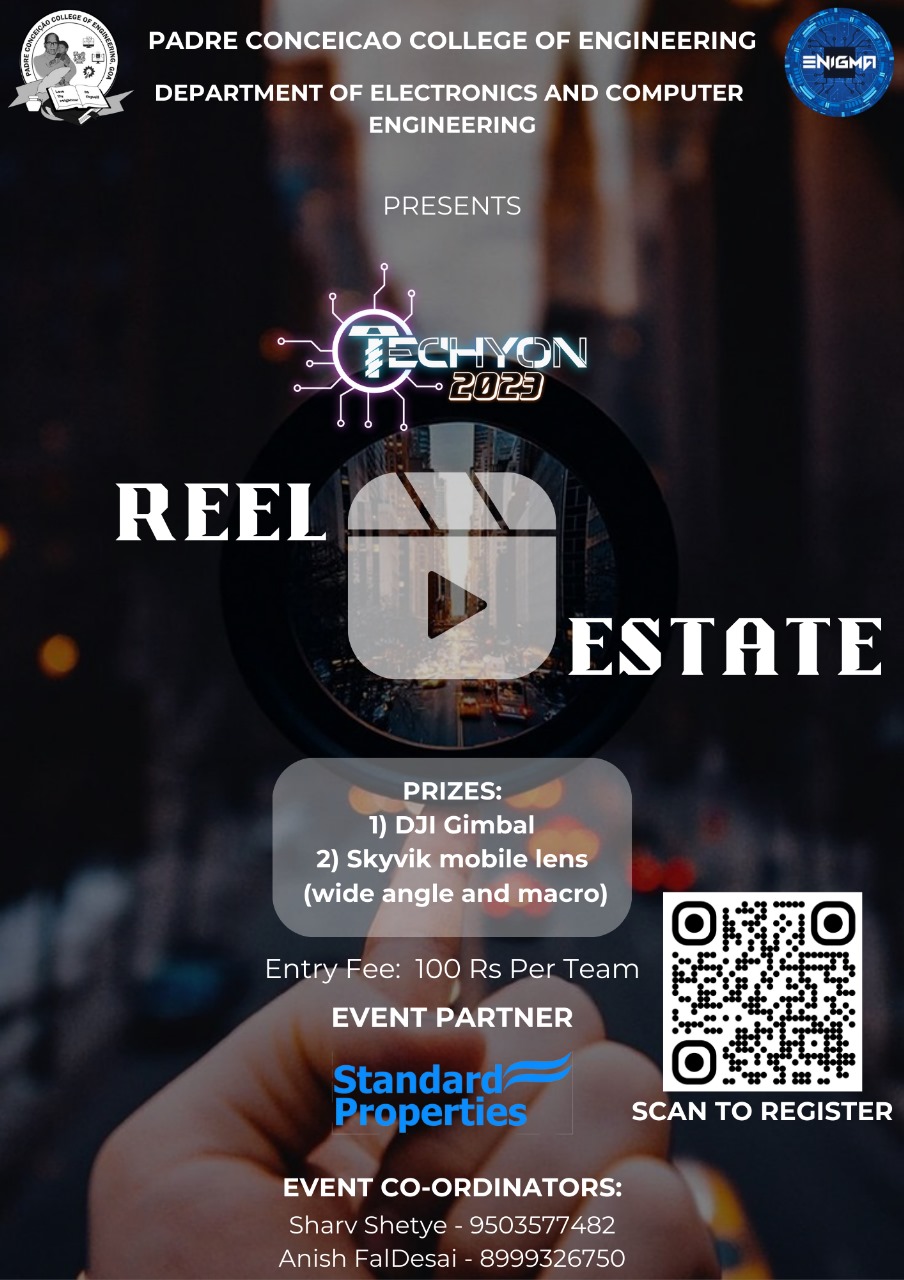 PADRE CONCEICAO COLLEGE OF ENGINEERING GOA
ENIGMA
PADRE CONCEICAO COLLEGE OF ENGINEERING
DEPARTMENT OF ELECTRONICS AND COMPUTER
ENGINEERING
PRESENTS
TECHYON
2023
REEL
ESTATE
PRIZES:
1) DJI Gimbal
2) Skyvik mobile lens
(wide angle and macro)
Entry Fee: 100 Rs Per Team
EVENT PARTNER
Standard
Properties
SCAN TO REGISTER
EVENT CO-ORDINATORS:
Sharv Shetye - 9503577482
Anish FalDesai - 8999326750